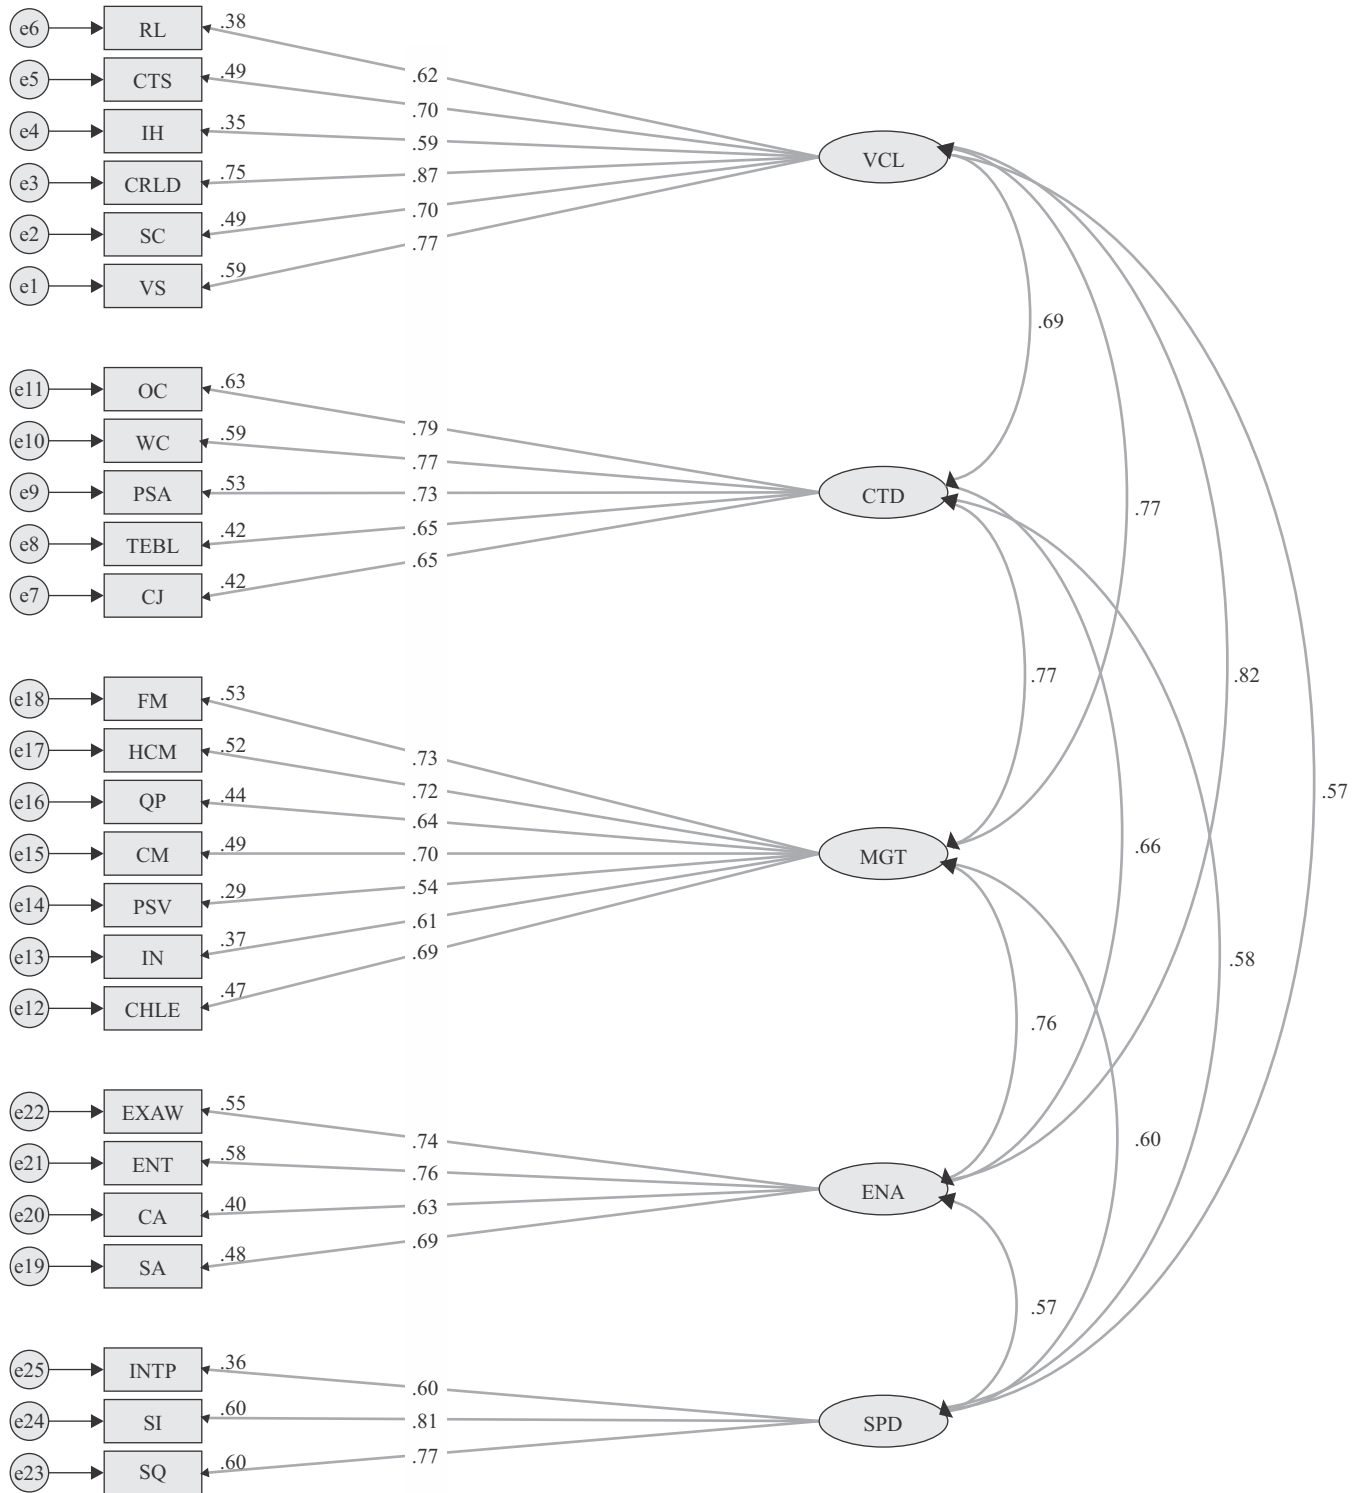 e6 RL .38
.62
e5 CTS .49
.70
e4 IH .35
.59
VCL
e3 CRLD .75
.87
e2 SC .49
.70
e1 VS .59
.77
.69
e11 OC .63
.79
e10 WC .59
.77
e9 PSA .53
.73
CTD
.77
e8 TEBL .42
.65
e7 CJ .42
.65
.77
.82
e18 FM .53
.73
e17 HCM .52
.72
.57
e16 QP .44
.64
e15 CM .49
.70
MGT
.66
e14 PSV .29
.54
e13 IN .37
.61
.58
e12 CHLE .47
.69
.76
e22 EXAW .55
.74
.60
e21 ENT .58
.76
ENA
e20 CA .40
.63
e19 SA .48
.69
.57
e25 INTP .36
.60
e24 SI .60
.81
SPD
e23 SQ .60
.77